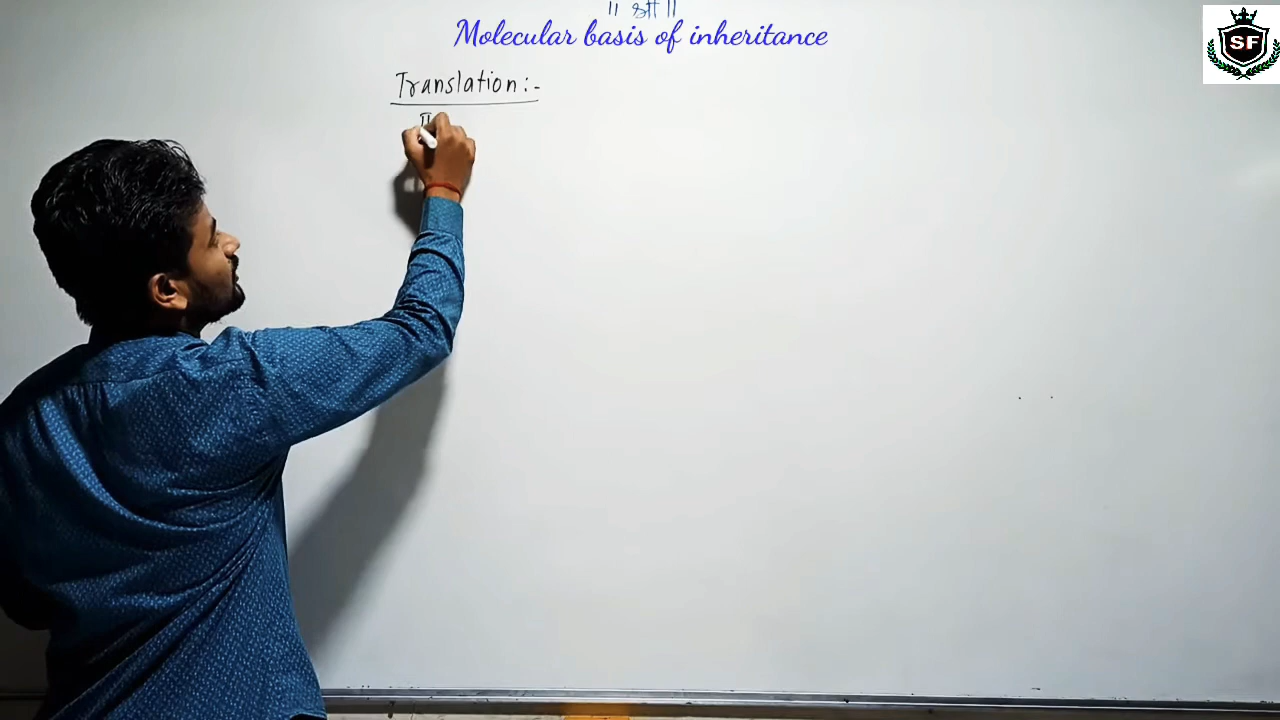 ॥ श्री ॥
Molecular basis of inheritance
SF
Translation:-